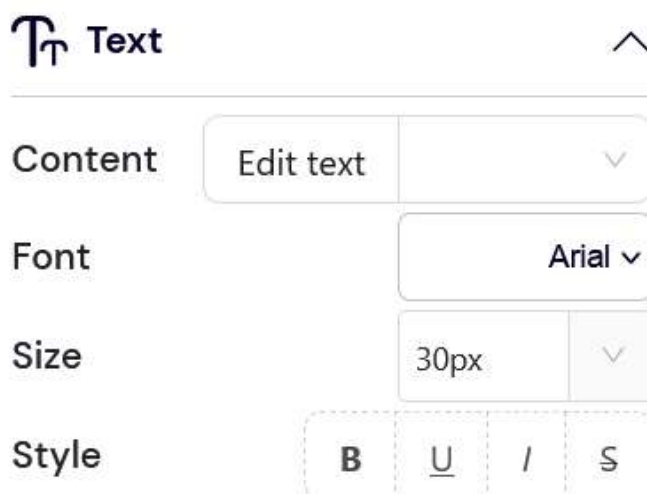 Text
Content Edit text
Font Arial
Size 30px
Style B U I S